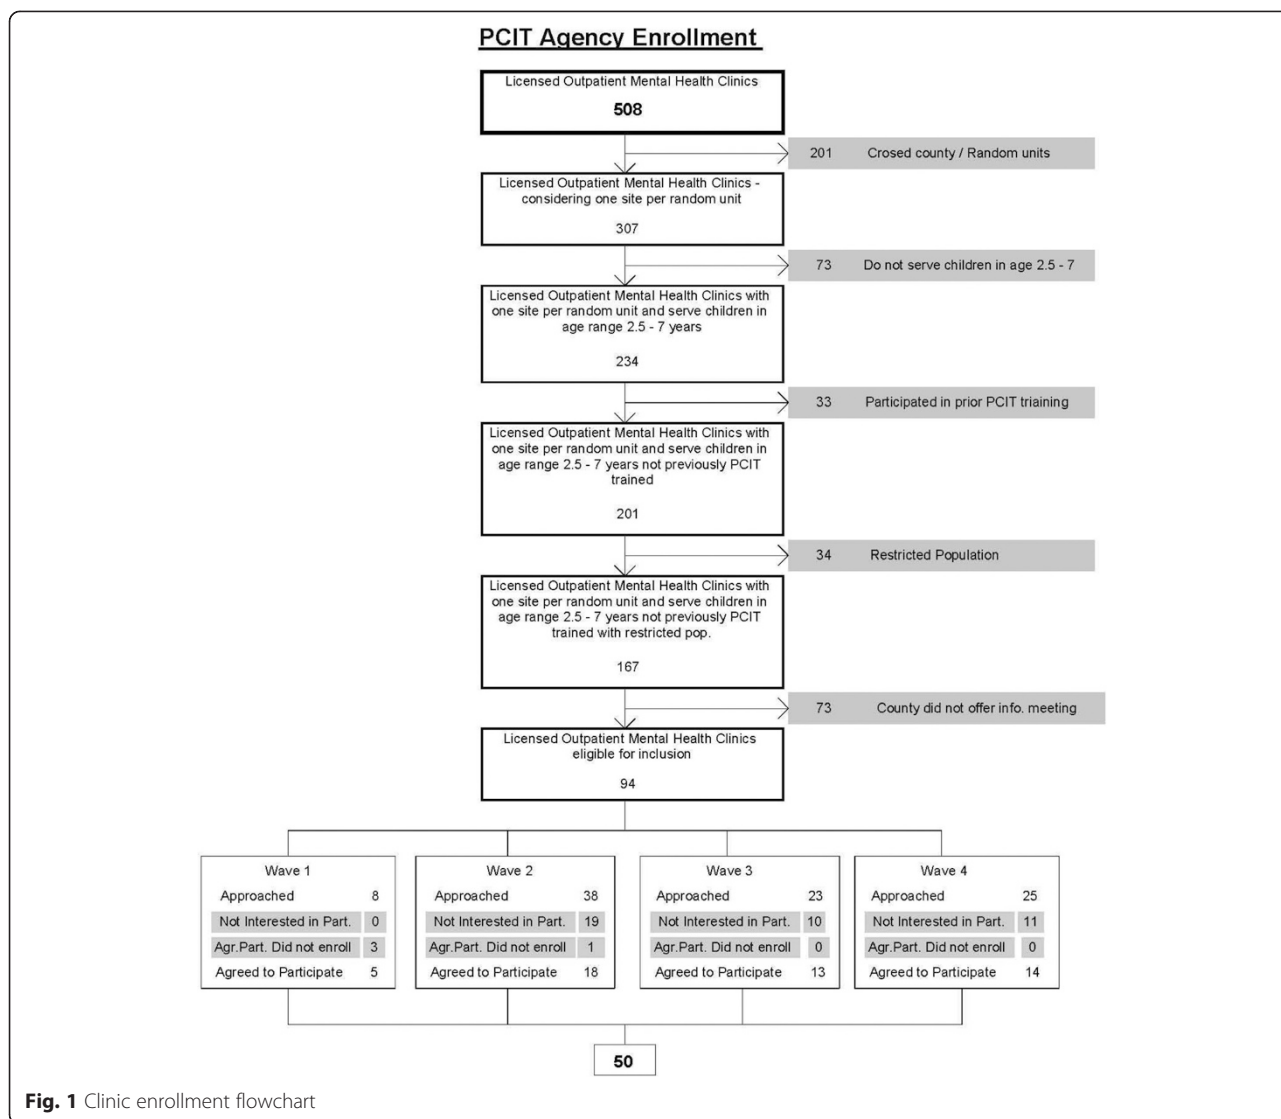 PCIT Agency Enrollment
Licensed Outpatient Mental Health Clinics
508
201 Crosed county / Random units
Licensed Outpatient Mental Health Clinics -
considering one site per random unit
307
73 Do not serve children in age 2.5 - 7
Licensed Outpatient Mental Health Clinics with
one site per random unit and serve children in
age range 2.5 - 7 years
234
33 Participated in prior PCIT triaining
Licensed Outpatient Mental Health Clinics with
one site per random unit and serve children in
age range 2.5 - 7 years not previously PCIT
trained
201
34 Restricted Population
Licensed Outpatient Mental Health Clinics with
one site per random unit and serve children in
age range 2.5 - 7 years not previously PCIT
trained with restricted pop.
167
73 County did not offer info. meeting
Licensed Outpatient Mental Health Clinics
eligible for inclusion
94
Wave 1
Approached 8
Not Interested in Part. 0
Agr.Part. Did not enroll 3
Agreed to Participate 5
Wave 2
Approached 38
Not Interested in Part. 19
Agr.Part. Did not enroll 1
Agreed to Participate 18
Wave 3
Approached 23
Not Interested in Part. 10
Agr.Part. Did not enroll 0
Agreed to Participate 13
Wave 4
Approached 25
Not Interested in Part. 11
Agr.Part. Did not enroll 0
Agreed to Participate 14
50
Fig. 1 Clinic enrollment flowchart